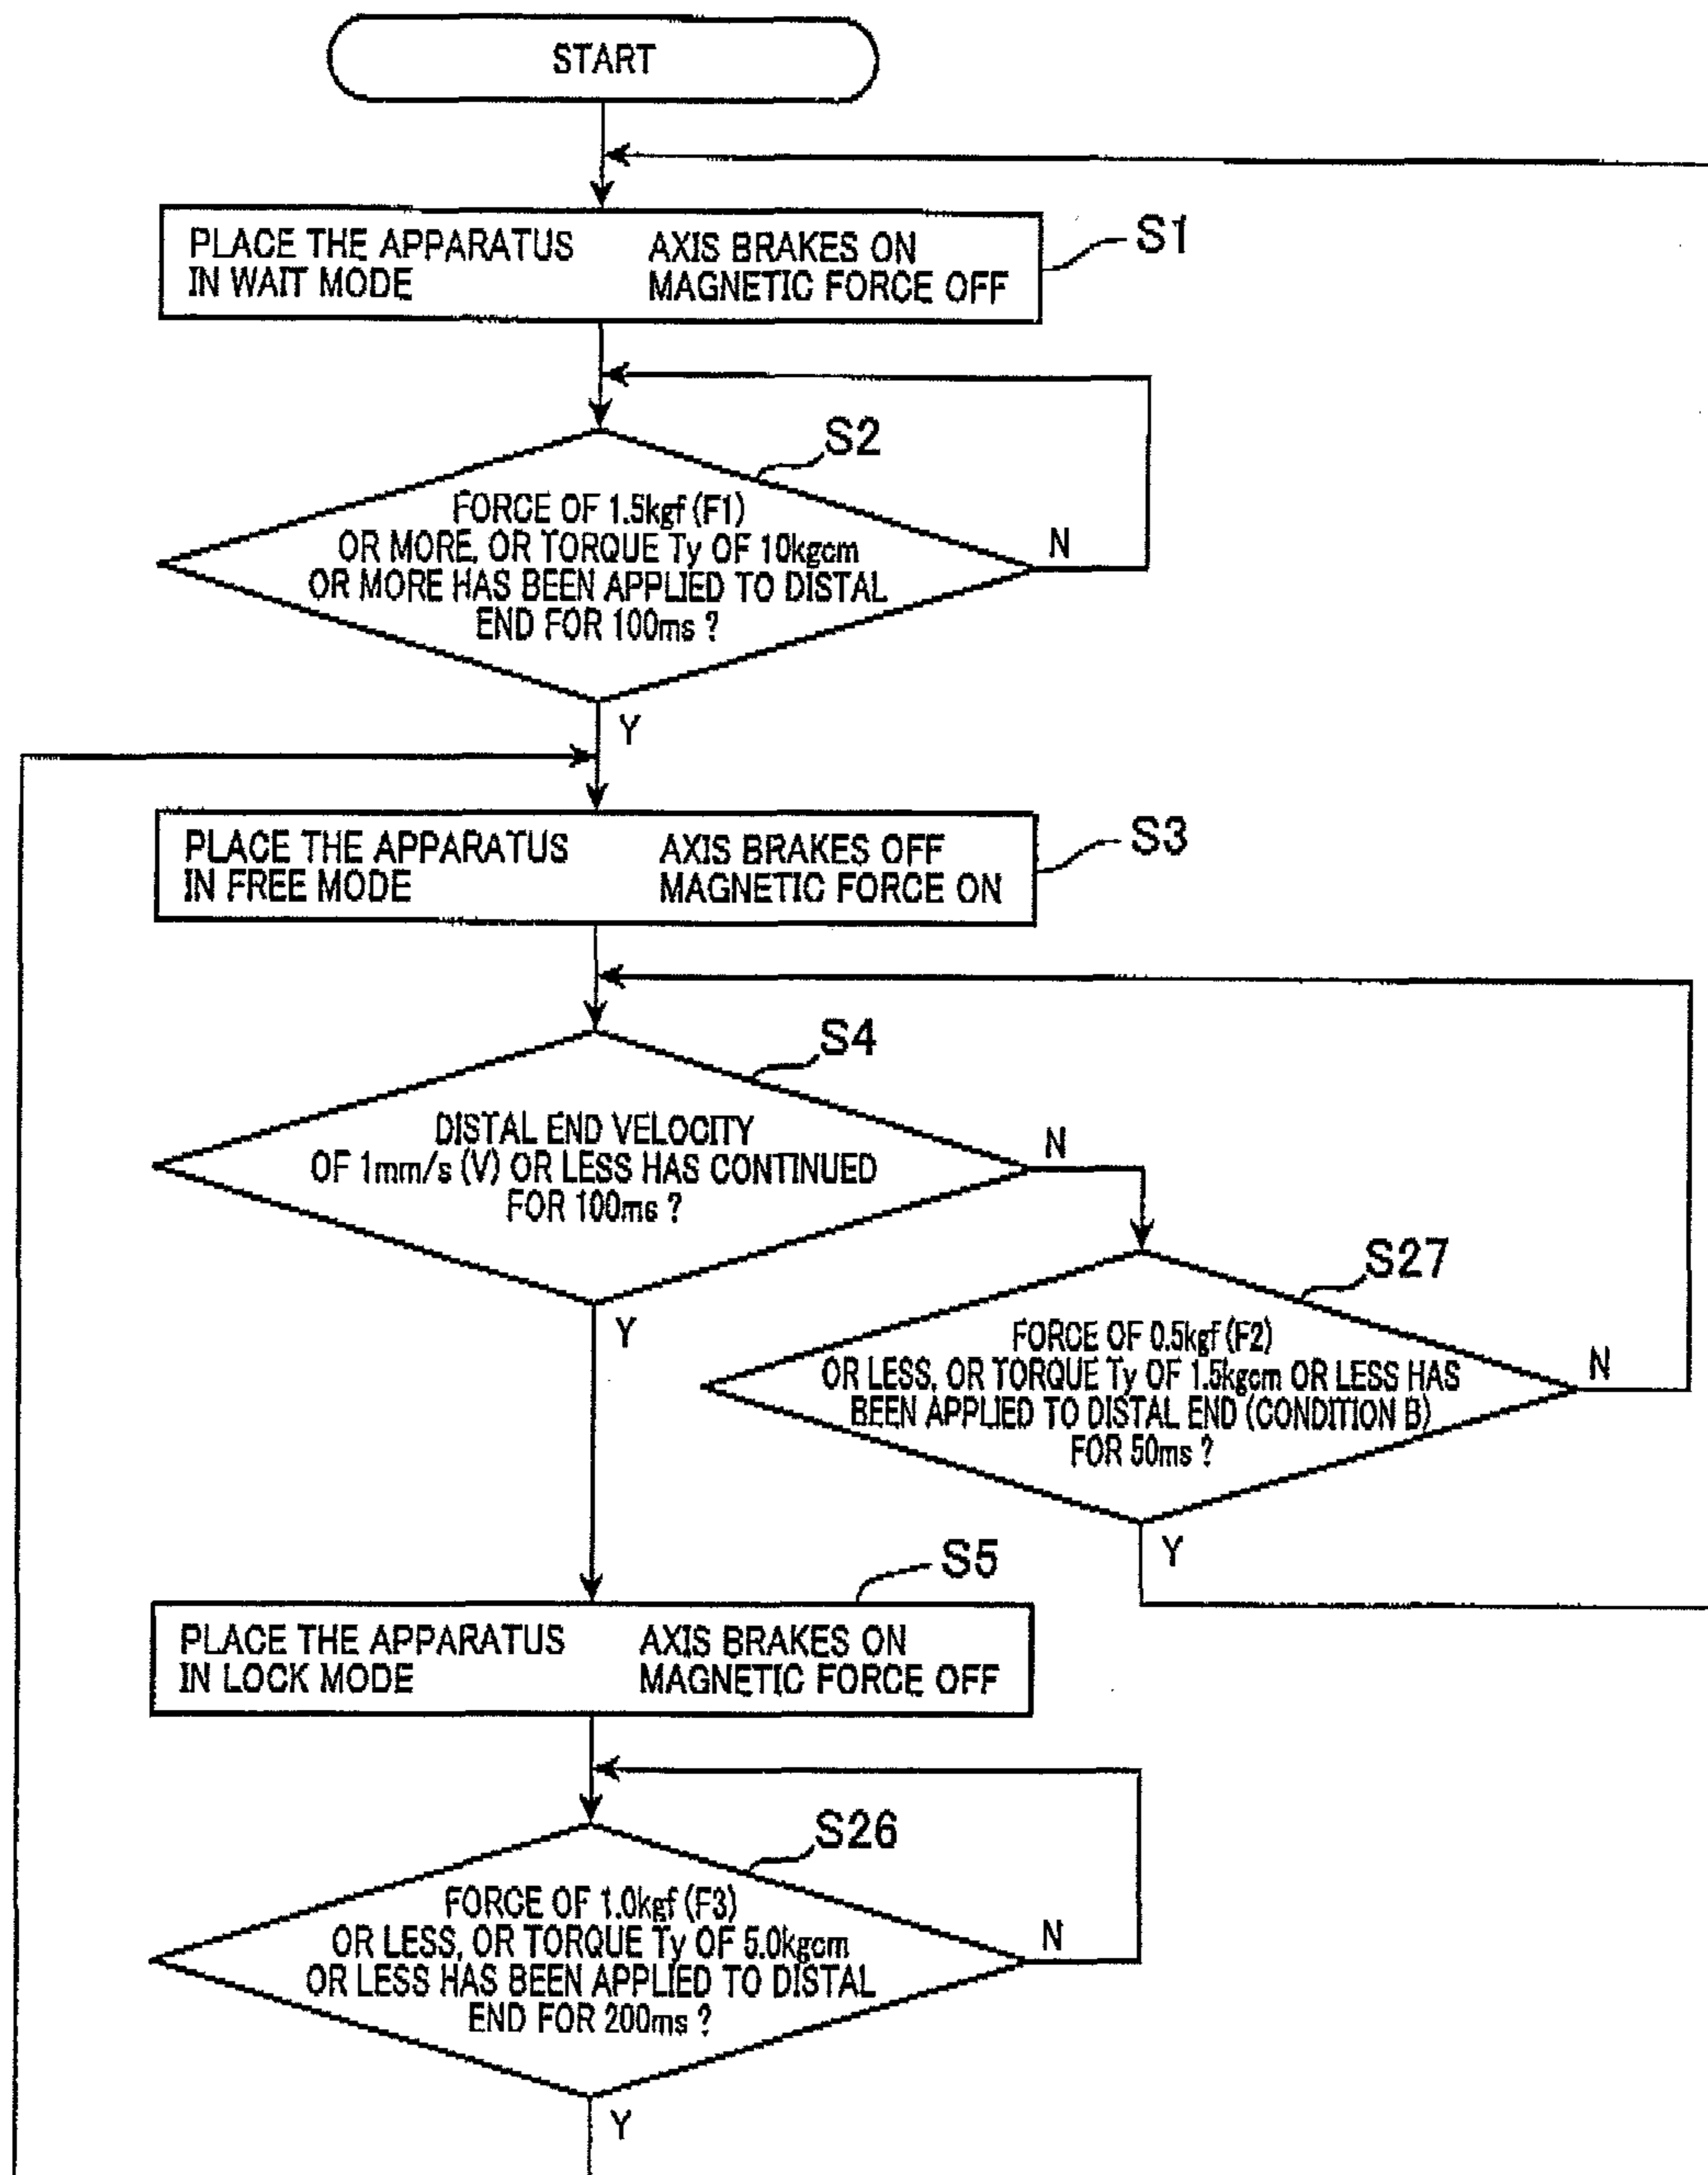 START
PLACE THE APPARATUS AXIS BRAKES ON
IN WAIT MODE MAGNETIC FORCE OFF
S1
S2
FORCE OF 1.5kgf (F1)
OR MORE, OR TORQUE Ty OF 10kgcm
OR MORE HAS BEEN APPLIED TO DISTAL
END FOR 100ms ?
N
Y
PLACE THE APPARATUS AXIS BRAKES OFF
IN FREE MODE MAGNETIC FORCE ON
S3
S4
DISTAL END VELOCITY
OF 1mm/s (V) OR LESS HAS CONTINUED
FOR 100ms ?
N
Y
S27
FORCE OF 0.5kgf (F2)
OR LESS, OR TORQUE Ty OF 1.5kgcm OR LESS HAS
BEEN APPLIED TO DISTAL END (CONDITION B)
FOR 50ms ?
N
Y
S5
PLACE THE APPARATUS AXIS BRAKES ON
IN LOCK MODE MAGNETIC FORCE OFF
S26
FORCE OF 1.0kgf (F3)
OR LESS, OR TORQUE Ty OF 5.0kgcm
OR LESS HAS BEEN APPLIED TO DISTAL
END FOR 200ms ?
N
Y